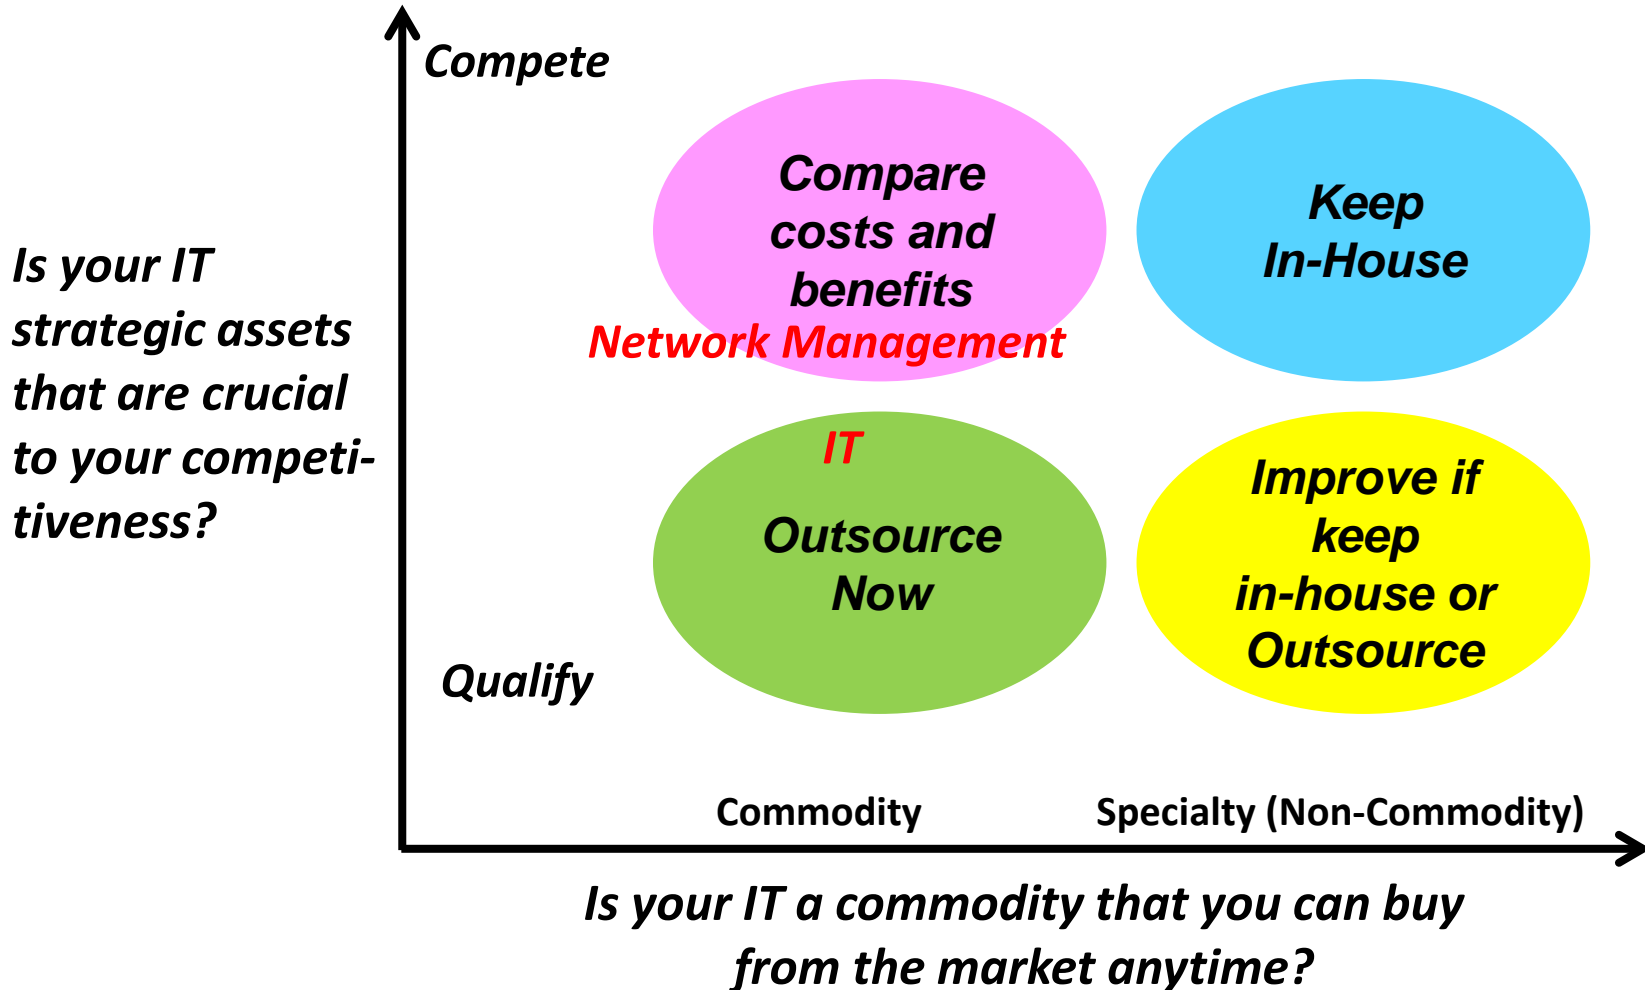 Compete
Compare
costs and
benefits
Network Management
Keep
In-House
Is your IT
strategic assets
that are crucial
to your competi-
tiveness?
IT
Outsource
Now
Improve if
keep
in-house or
Outsource
Qualify
Commodity
Specialty (Non-Commodity)
Is your IT a commodity that you can buy
from the market anytime?